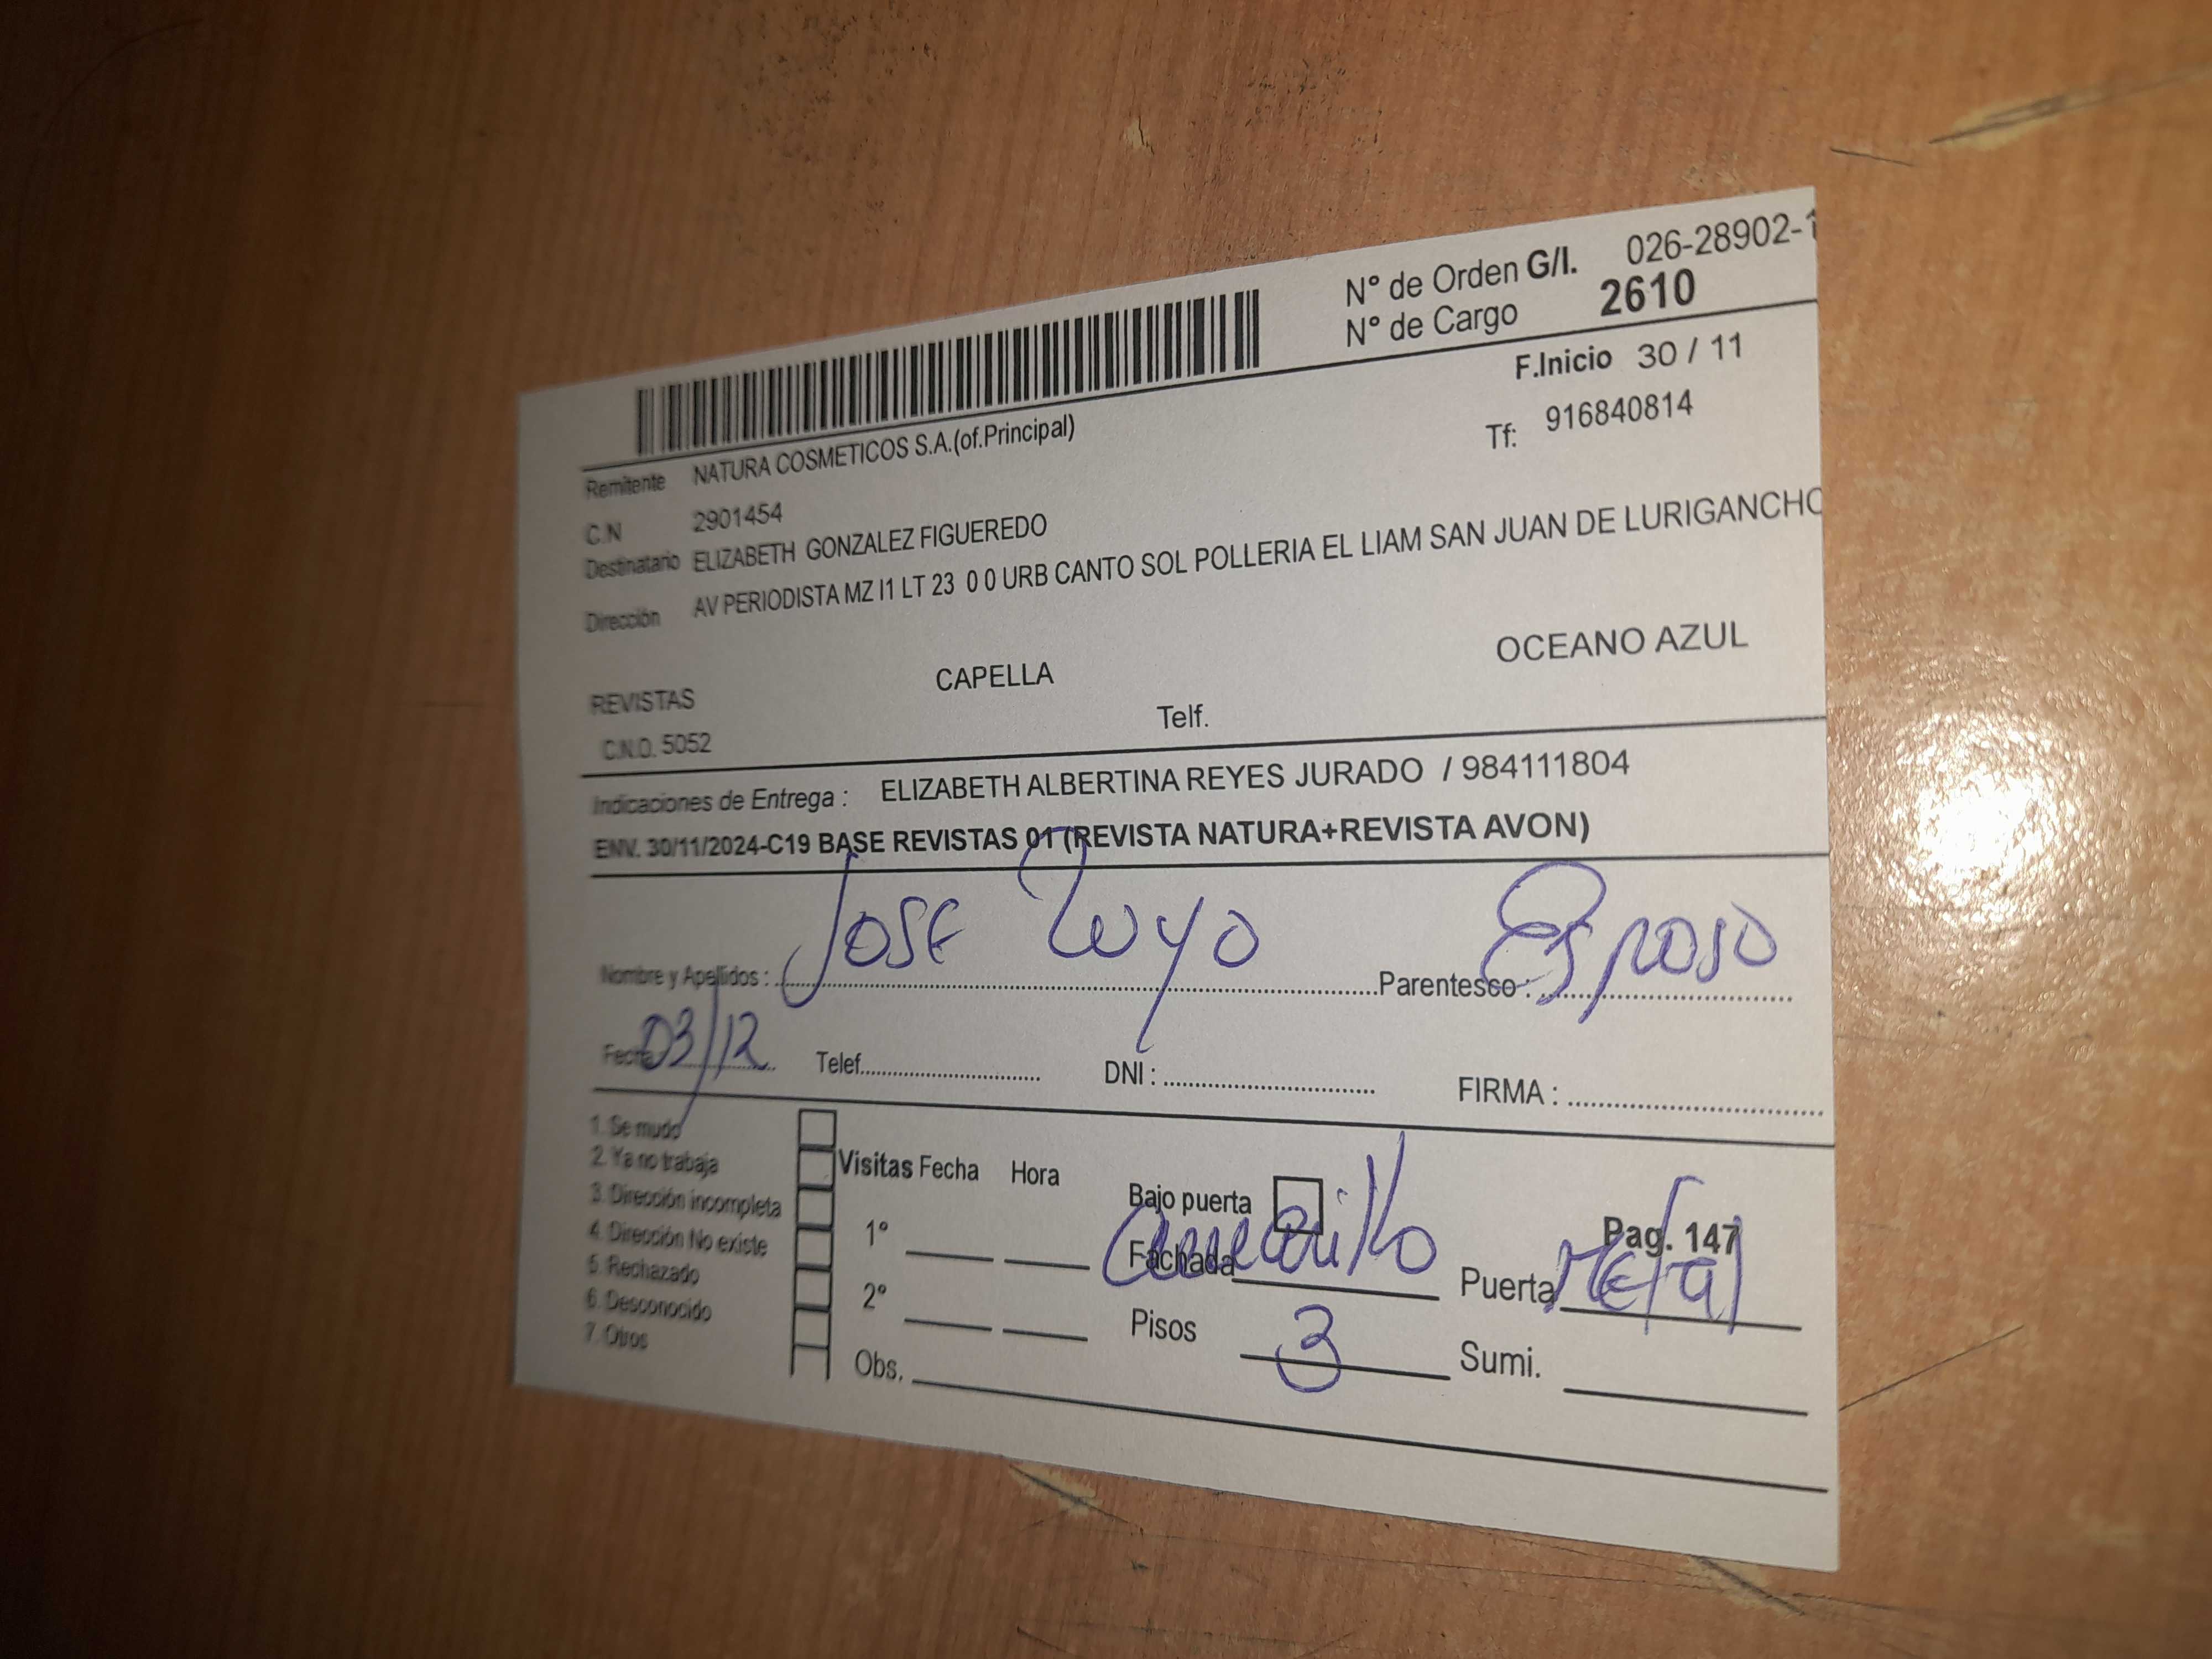 N° de Orden G/I. 026-28902-1
N° de Cargo 2610
F.Inicio 30 / 11
Remitente NATURA COSMETICOS S.A.(of.Principal) Tf: 916840814
C.N 2901454
Destinatario ELIZABETH GONZALEZ FIGUEREDO
Dirección AV PERIODISTA MZ I1 LT 23 0 0 URB CANTO SOL POLLERIA EL LIAM SAN JUAN DE LURIGANCHO
REVISTAS CAPELLA OCEANO AZUL
C.N.O. 5052 Telf.
Indicaciones de Entrega : ELIZABETH ALBERTINA REYES JURADO / 984111804
ENV. 30/11/2024-C19 BASE REVISTAS 01 (REVISTA NATURA+REVISTA AVON)
Nombre y Apellidos : JOSE Parentesco : Esposo
Fecha 03/12 Telef. DNI : FIRMA :
1. Se mudo
2. Ya no trabaja Visitas Fecha Hora Bajo puerta
3. Dirección incompleta Pag. 147
4. Dirección No existe 1° Fachada amarillo Puerta Metal
5. Rechazado
6. Desconocido 2° Pisos 3 Sumi.
7. Otros Obs.